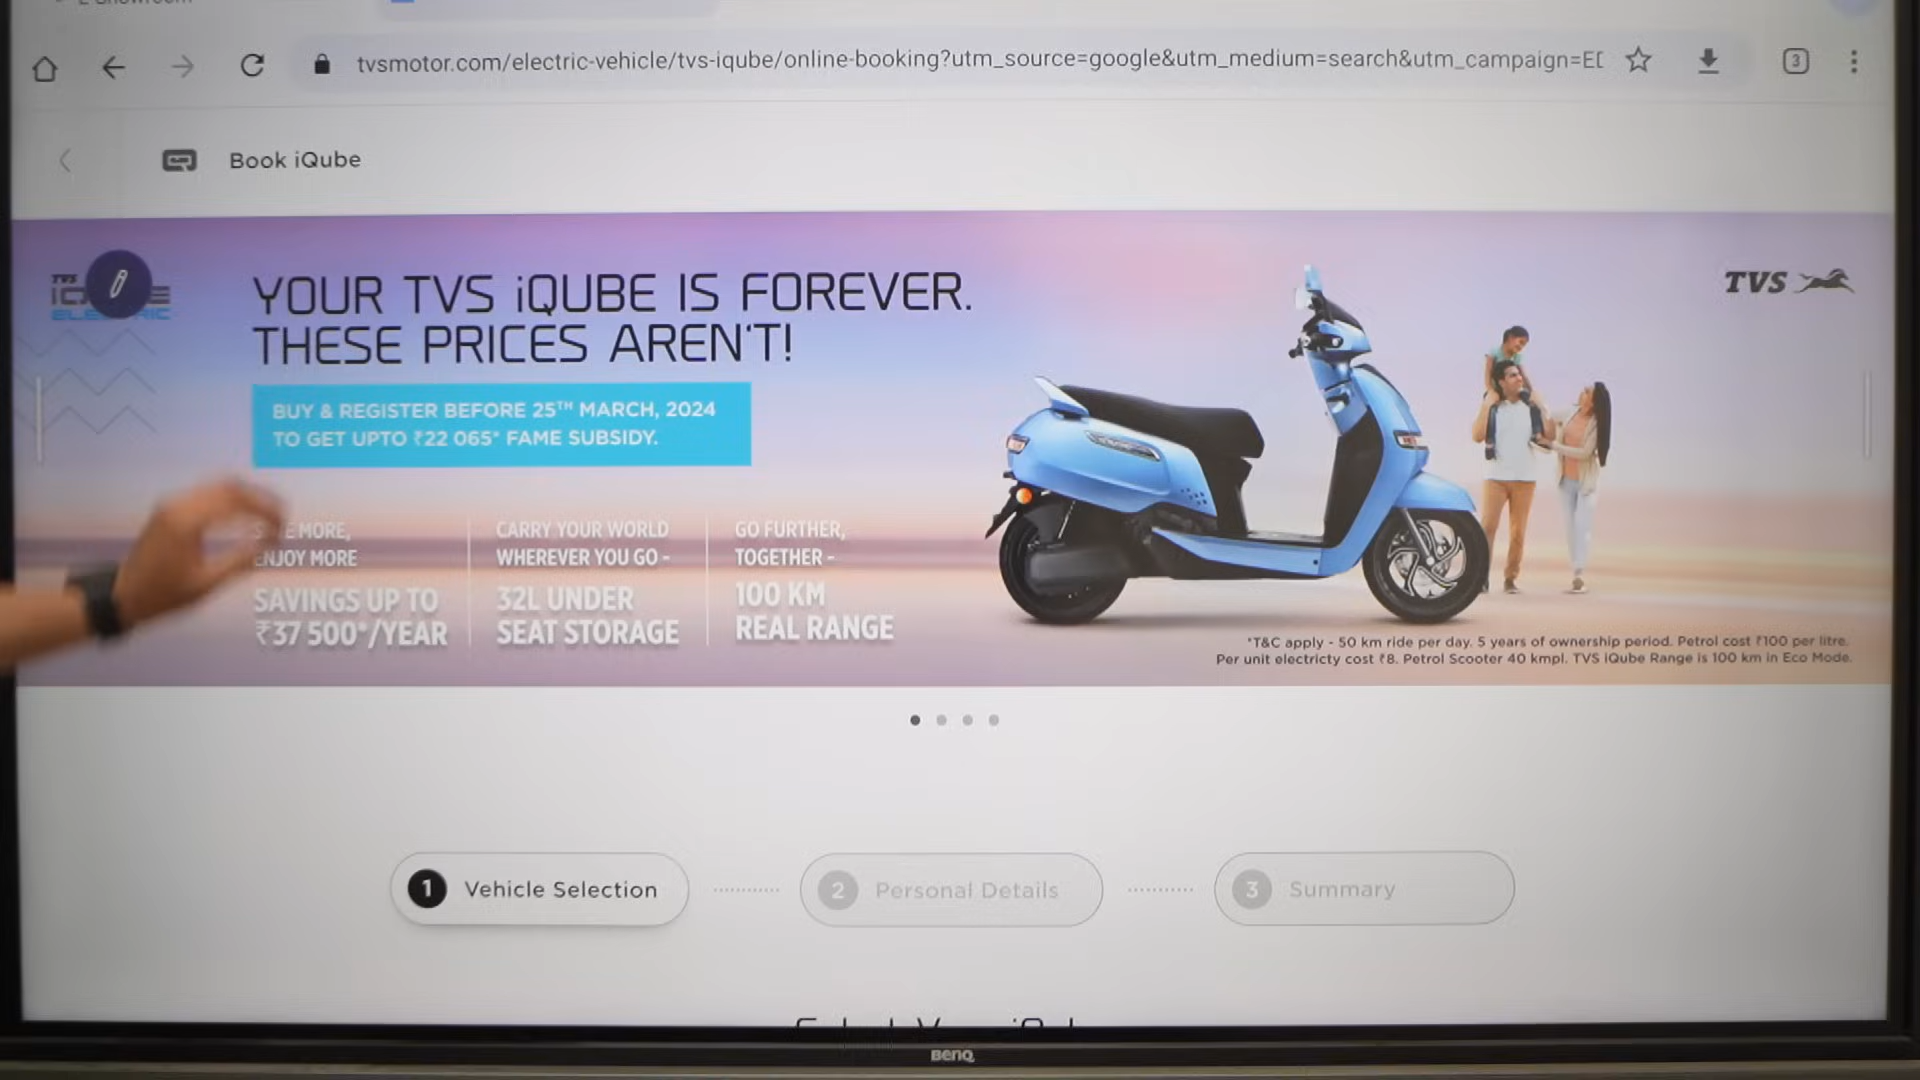 tvsmotor.com/electric-vehicle/tvs-iqube/online-booking?utm_source=google&utm_medium=search&utm_campaign=E
3
Book iQube
TVS
YOUR TVS iQUBE IS FOREVER.
THESE PRICES AREN'T!
BUY & REGISTER BEFORE 25TH MARCH, 2024
TO GET UPTO ₹22 065* FAME SUBSIDY.
MORE,
ENJOY MORE
SAVINGS UP TO
₹37 500*/YEAR
CARRY YOUR WORLD
WHEREVER YOU GO -
32L UNDER
SEAT STORAGE
GO FURTHER,
TOGETHER -
100 KM
REAL RANGE
TVS
*T&C apply - 50 km ride per day. 5 years of ownership period. Petrol cost ₹100 per litre.
Per unit electricty cost ₹8. Petrol Scooter 40 kmpl. TVS iQube Range is 100 km in Eco Mode.
1 Vehicle Selection
2 Personal Details
3 Summary
BenQ